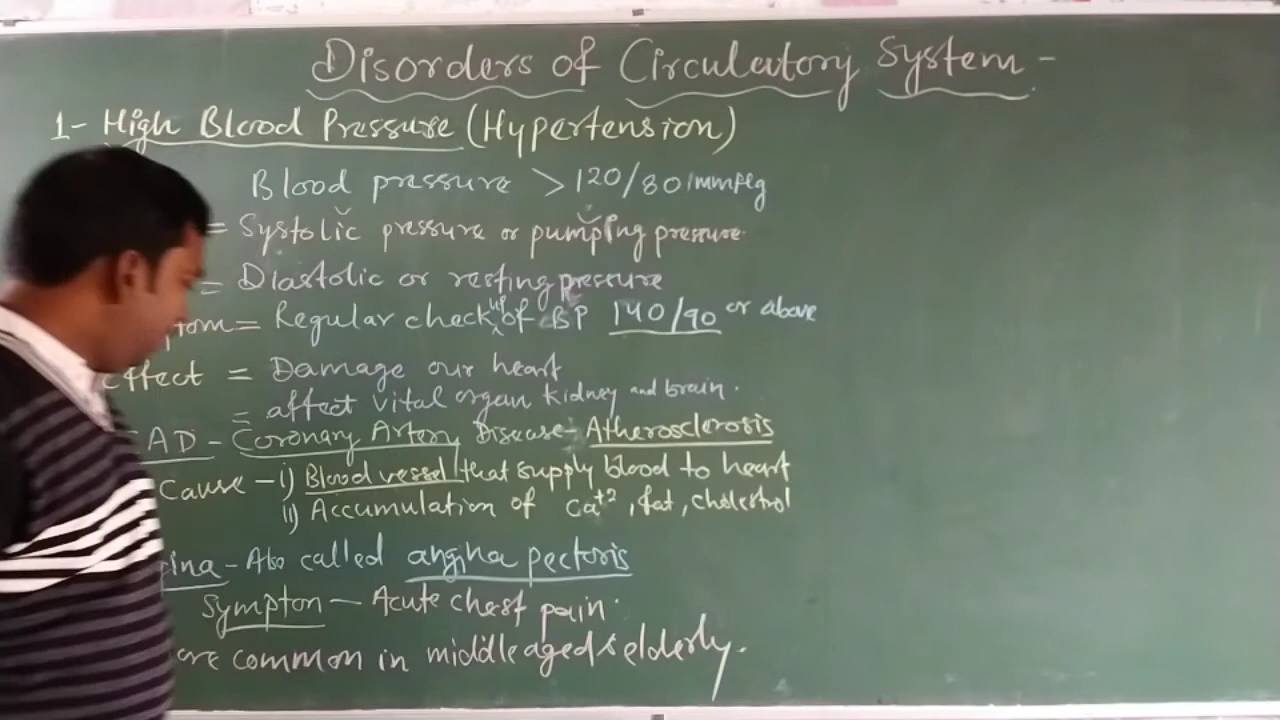 Disorders of Circulatory System -
1- High Blood Pressure (Hypertension)
Blood pressure > 120/80 mmHg
= Systolic pressure or pumping pressure.
= Diastolic or resting pressure
tom = Regular check up of BP 140/90 or above
Effect = Damage our heart
= affect vital organ kidney and brain.
AD - Coronary Artery Disease - Atherosclerosis
Cause - i) Blood vessel that supply blood to heart
ii) Accumulation of Ca+2, fat, cholestrol
gina - Also called angina pectoris
Sympton - Acute chest pain.
are common in middle aged & elderly.